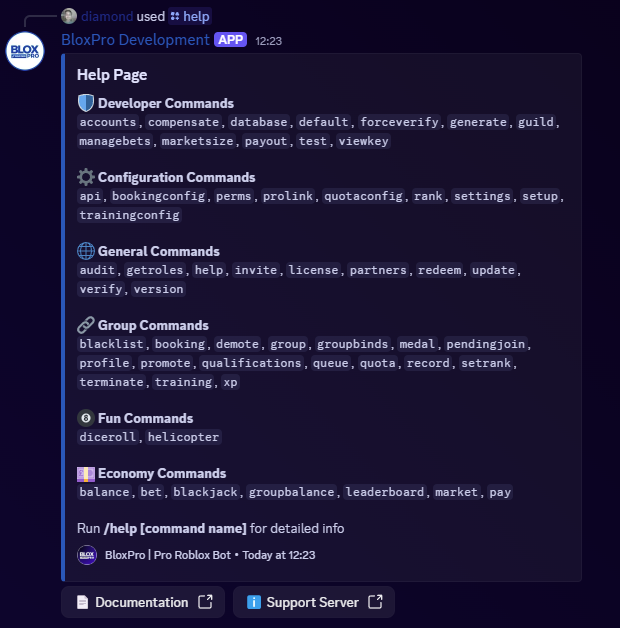 diamond used help
BLOX PRO
BloxPro Development APP 12:23
Help Page
Developer Commands
accounts, compensate, database, default, forceverify, generate, guild,
managebets, marketsize, payout, test, viewkey
Configuration Commands
api, bookingconfig, perms, prolink, quotaconfig, rank, settings, setup,
trainingconfig
General Commands
audit, getroles, help, invite, license, partners, redeem, update,
verify, version
Group Commands
blacklist, booking, demote, group, groupbinds, medal, pendingjoin,
profile, promote, qualifications, queue, quota, record, setrank,
terminate, training, xp
8 Fun Commands
diceroll, helicopter
Economy Commands
balance, bet, blackjack, groupbalance, leaderboard, market, pay
Run /help [command name] for detailed info
BLOX BloxPro | Pro Roblox Bot • Today at 12:23
Documentation
Support Server